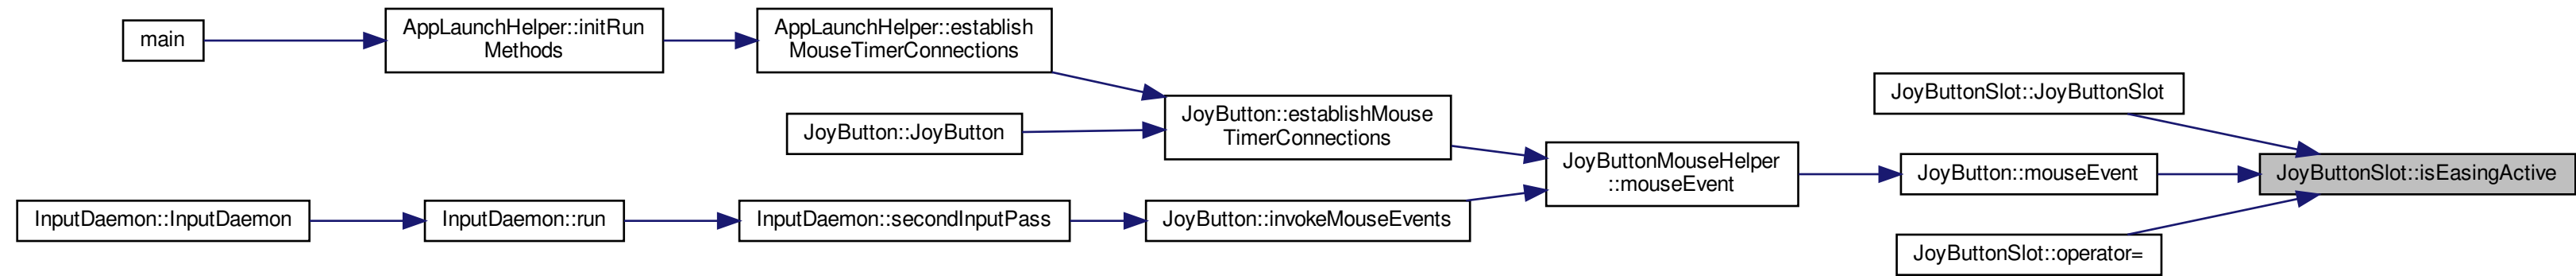 main
AppLaunchHelper::initRun
Methods
AppLaunchHelper::establish
MouseTimerConnections
JoyButton::JoyButton
JoyButton::establishMouse
TimerConnections
InputDaemon::InputDaemon
InputDaemon::run
InputDaemon::secondInputPass
JoyButton::invokeMouseEvents
JoyButtonMouseHelper
::mouseEvent
JoyButtonSlot::JoyButtonSlot
JoyButton::mouseEvent
JoyButtonSlot::operator=
JoyButtonSlot::isEasingActive